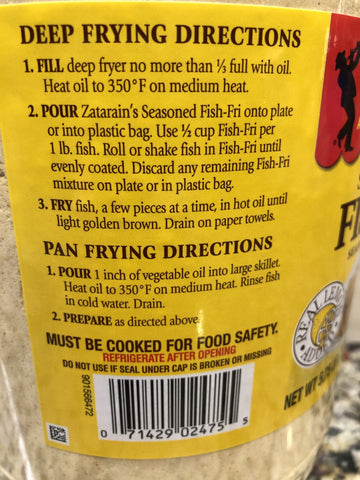 DEEP FRYING DIRECTIONS
1. FILL deep fryer no more than ⅓ full with oil.
Heat oil to 350°F on medium heat.
2. POUR Zatarain's Seasoned Fish-Fri onto plate
or into plastic bag. Use ½ cup Fish-Fri per
1 lb. fish. Roll or shake fish in Fish-Fri until
evenly coated. Discard any remaining Fish-Fri
mixture on plate or in plastic bag.
3. FRY fish, a few pieces at a time, in hot oil until
light golden brown. Drain on paper towels.
PAN FRYING DIRECTIONS
1. POUR 1 inch of vegetable oil into large skillet.
Heat oil to 350°F on medium heat. Rinse fish
in cold water. Drain.
2. PREPARE as directed above.
MUST BE COOKED FOR FOOD SAFETY.
REFRIGERATE AFTER OPENING
DO NOT USE IF SEAL UNDER CAP IS BROKEN OR MISSING
901566472
0 71429 02475 5
REAL LEM
ADD
NET WT 5.75